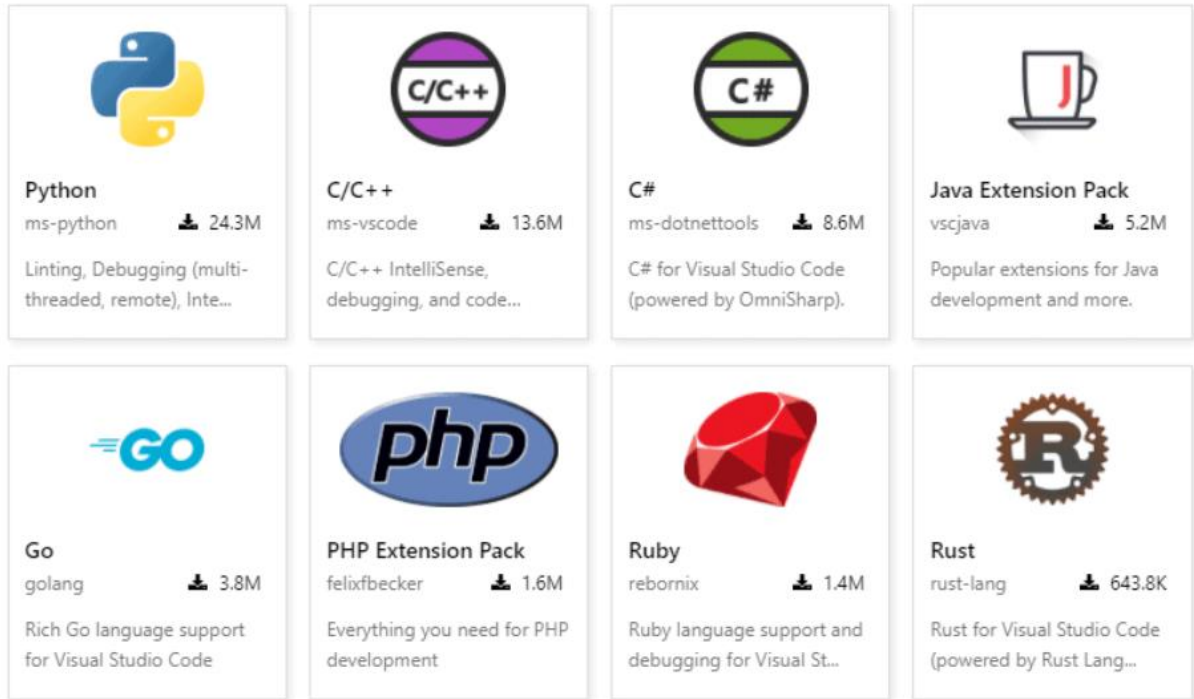 C/C++
C#
J
Python
ms-python 24.3M
Linting, Debugging (multi-
threaded, remote), Inte...
C/C++
ms-vscode 13.6M
C/C++ IntelliSense,
debugging, and code...
C#
ms-dotnettools 8.6M
C# for Visual Studio Code
(powered by OmniSharp).
Java Extension Pack
vscjava 5.2M
Popular extensions for Java
development and more.
GO
php
R
Go
golang 3.8M
Rich Go language support
for Visual Studio Code
PHP Extension Pack
felixfbecker 1.6M
Everything you need for PHP
development
Ruby
rebornix 1.4M
Ruby language support and
debugging for Visual St...
Rust
rust-lang 643.8K
Rust for Visual Studio Code
(powered by Rust Lang...